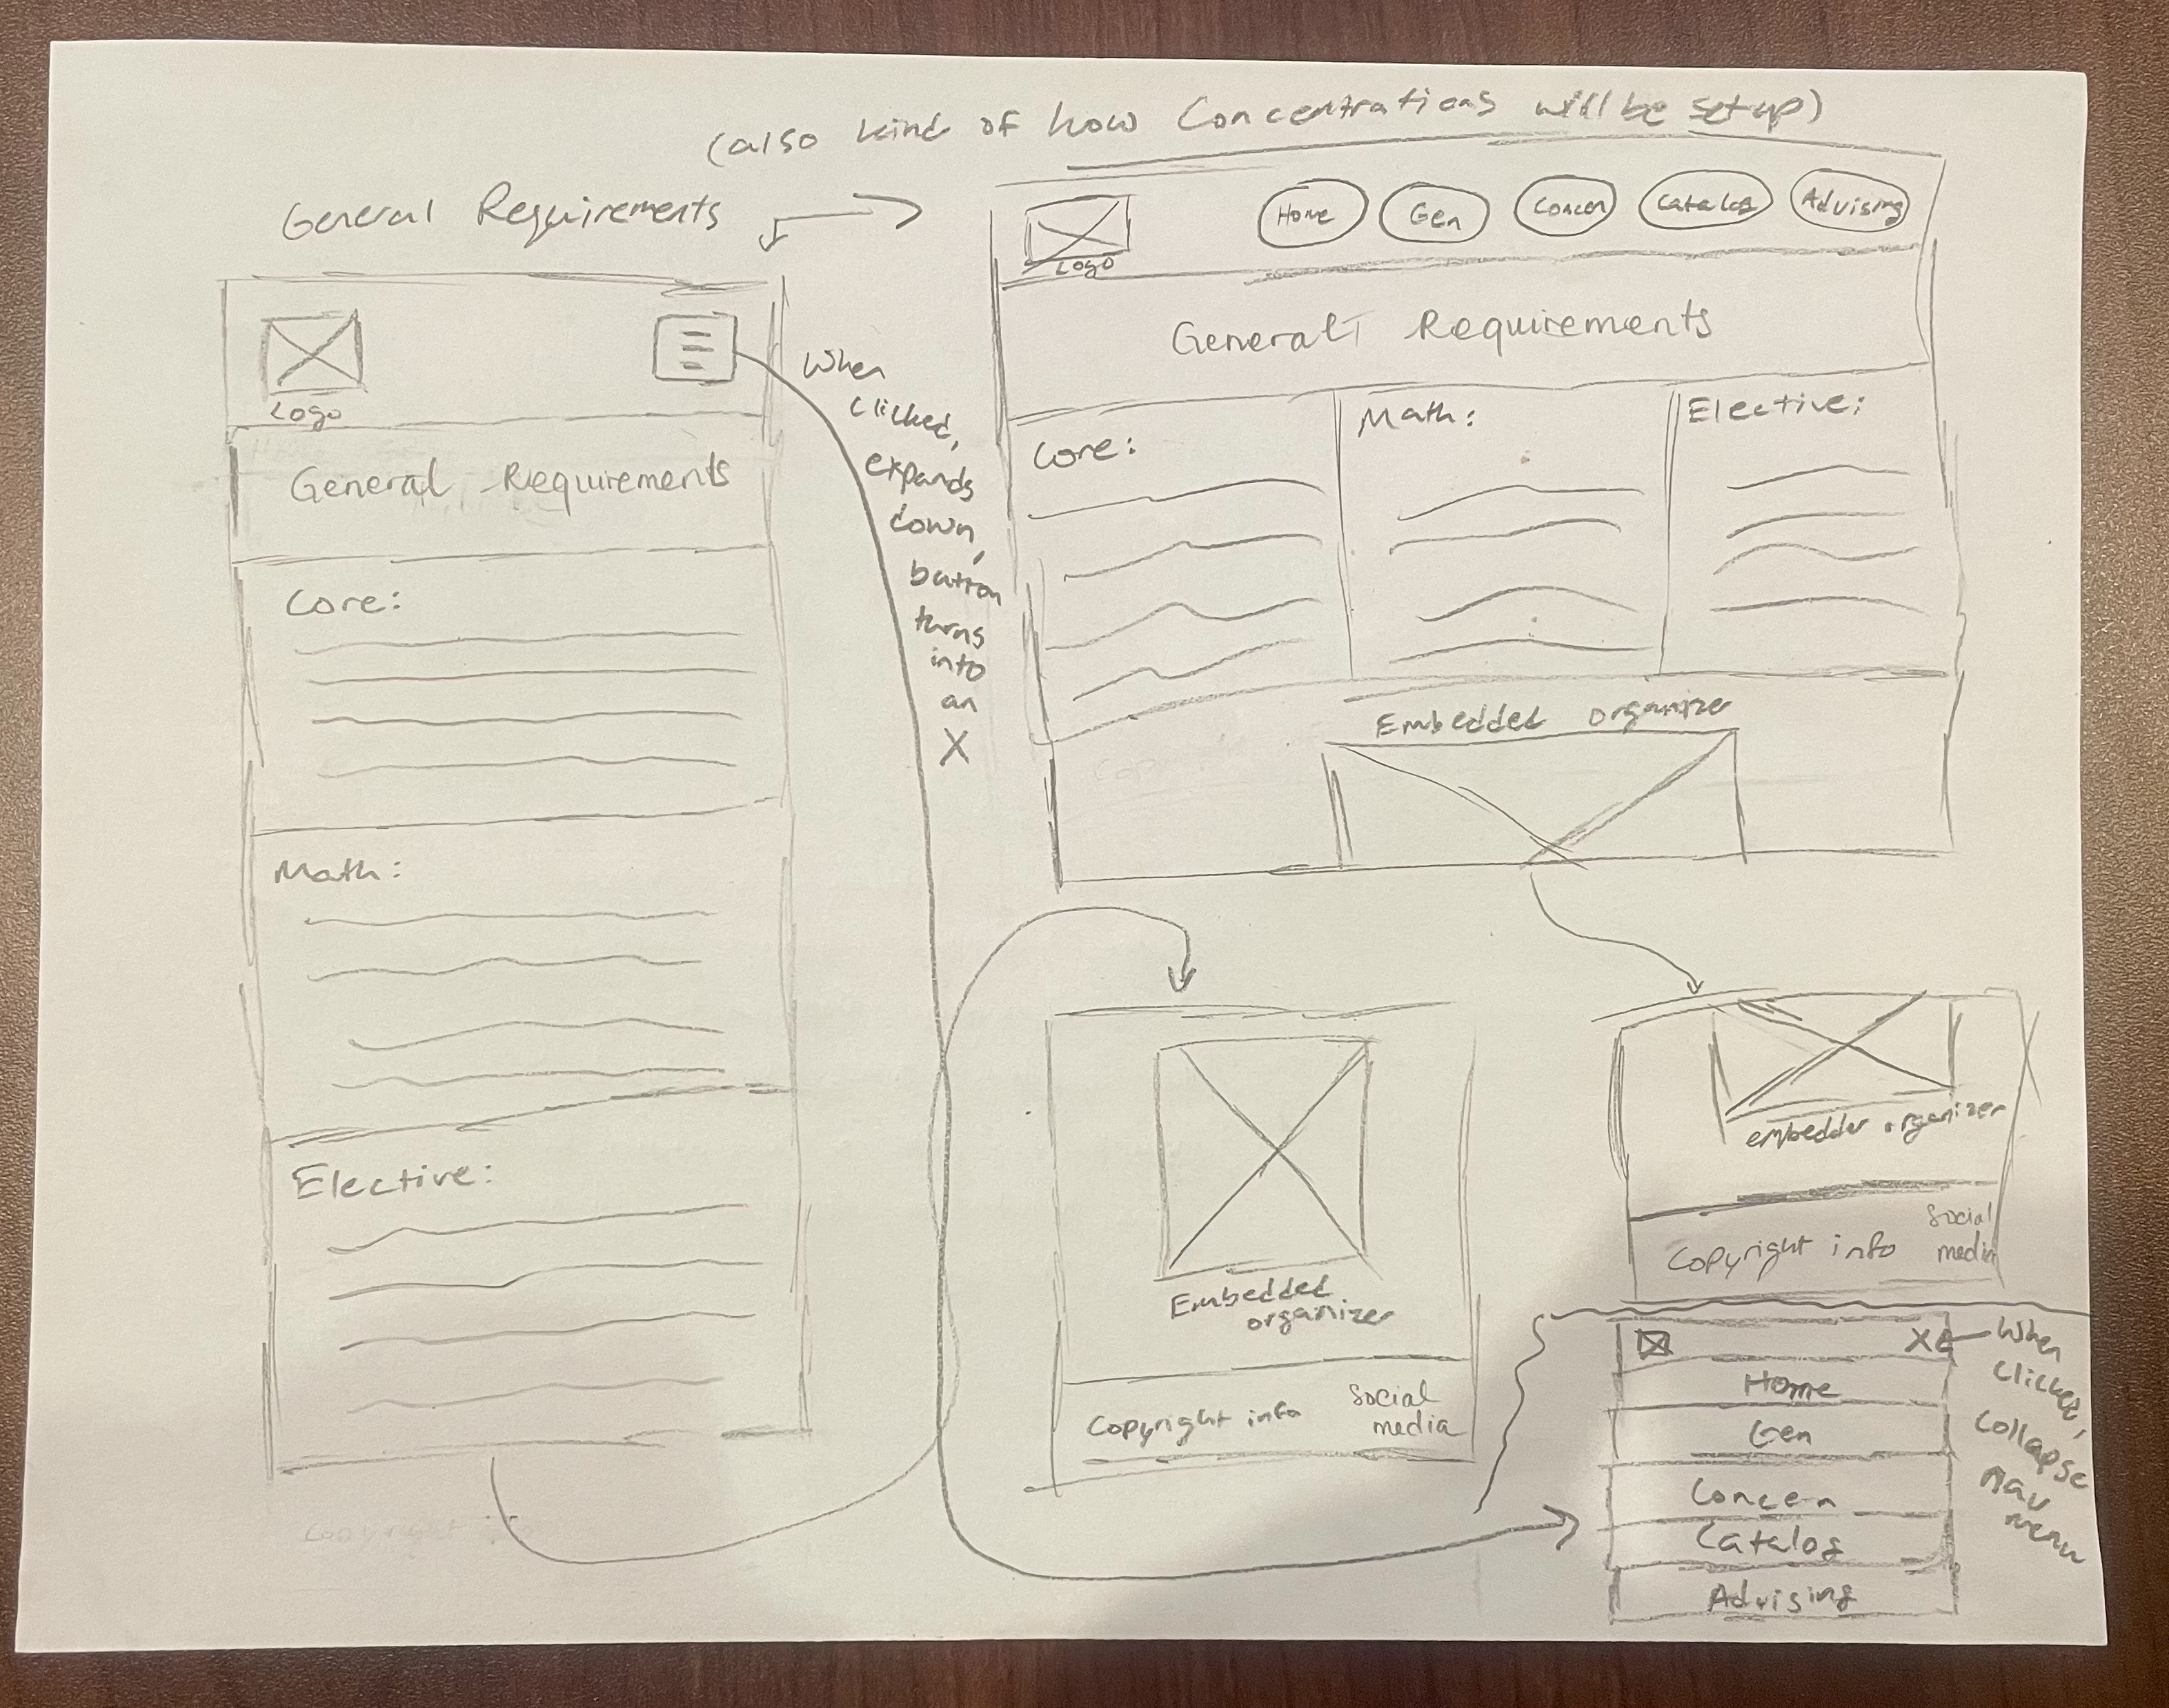 (also kind of how Concentrations will be setup)
General Requirements
Logo
General Requirements
Core:
Math:
Elective:
When
clicked,
expands
down,
button
turns
into
an
X
Logo
Home
Gen
Concen
Catalog
Advising
General Requirements
Core:
Math:
Elective:
Embedded organizer
Embedded
organizer
Copyright info
Social
media
embedded organizer
Copyright info
Social
media
X
Home
Gen
Concen
Catalog
Advising
When
clicked,
collapse
nav
menu
Copyright